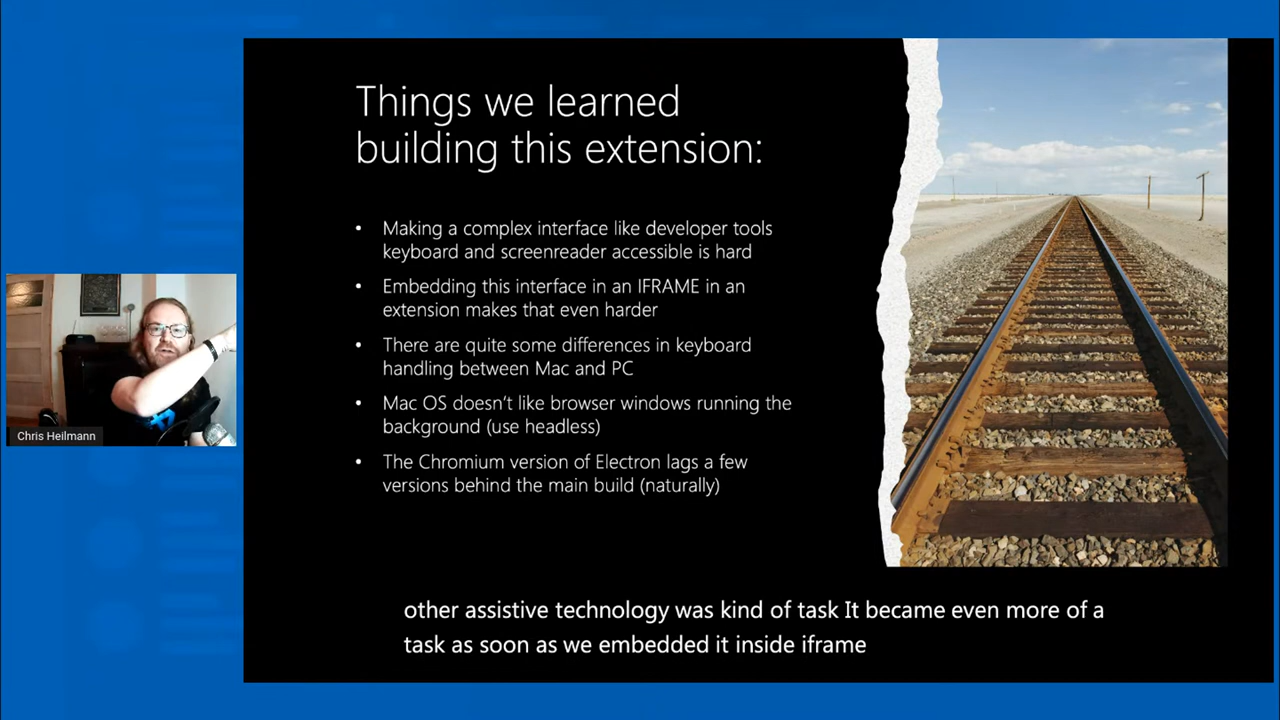 Things we learned
building this extension:
• Making a complex interface like developer tools
keyboard and screenreader accessible is hard
• Embedding this interface in an IFRAME in an
extension makes that even harder
• There are quite some differences in keyboard
handling between Mac and PC
• Mac OS doesn't like browser windows running the
background (use headless)
• The Chromium version of Electron lags a few
versions behind the main build (naturally)
Chris Heilmann
other assistive technology was kind of task It became even more of a
task as soon as we embedded it inside iframe